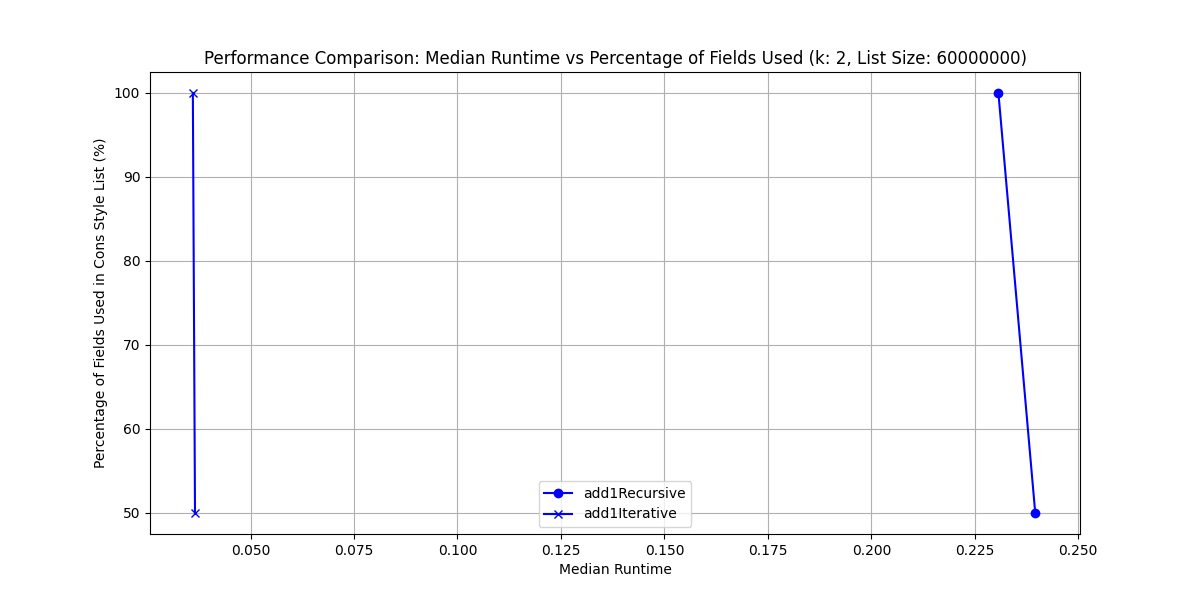 Performance Comparison: Median Runtime vs Percentage of Fields Used (k: 2, List Size: 60000000)
Percentage of Fields Used in Cons Style List (%)
100
90
80
70
60
50
add1Recursive
add1Iterative
0.050 0.075 0.100 0.125 0.150 0.175 0.200 0.225 0.250
Median Runtime